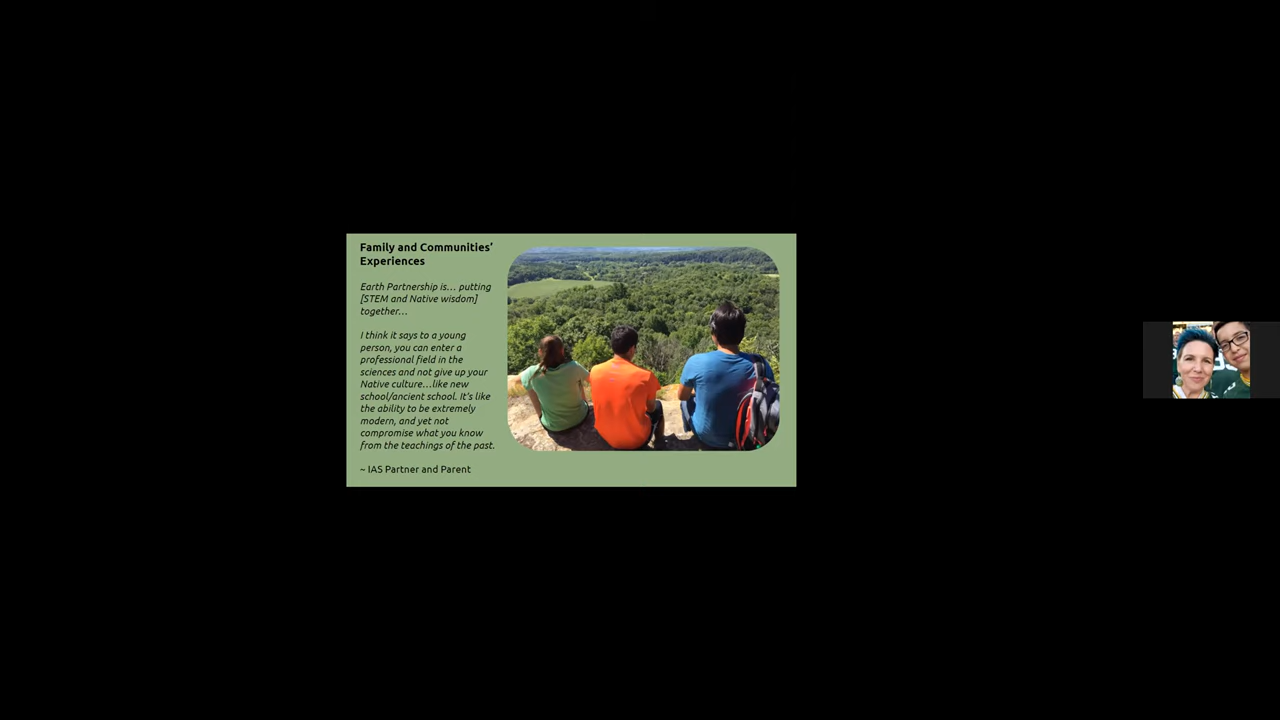 Family and Communities'
Experiences
Earth Partnership is... putting
[STEM and Native wisdom]
together...
I think it says to a young
person, you can enter a
professional field in the
sciences and not give up your
Native culture...like new
school/ancient school. It's like
the ability to be extremely
modern, and yet not
compromise what you know
from the teachings of the past.
~ IAS Partner and Parent